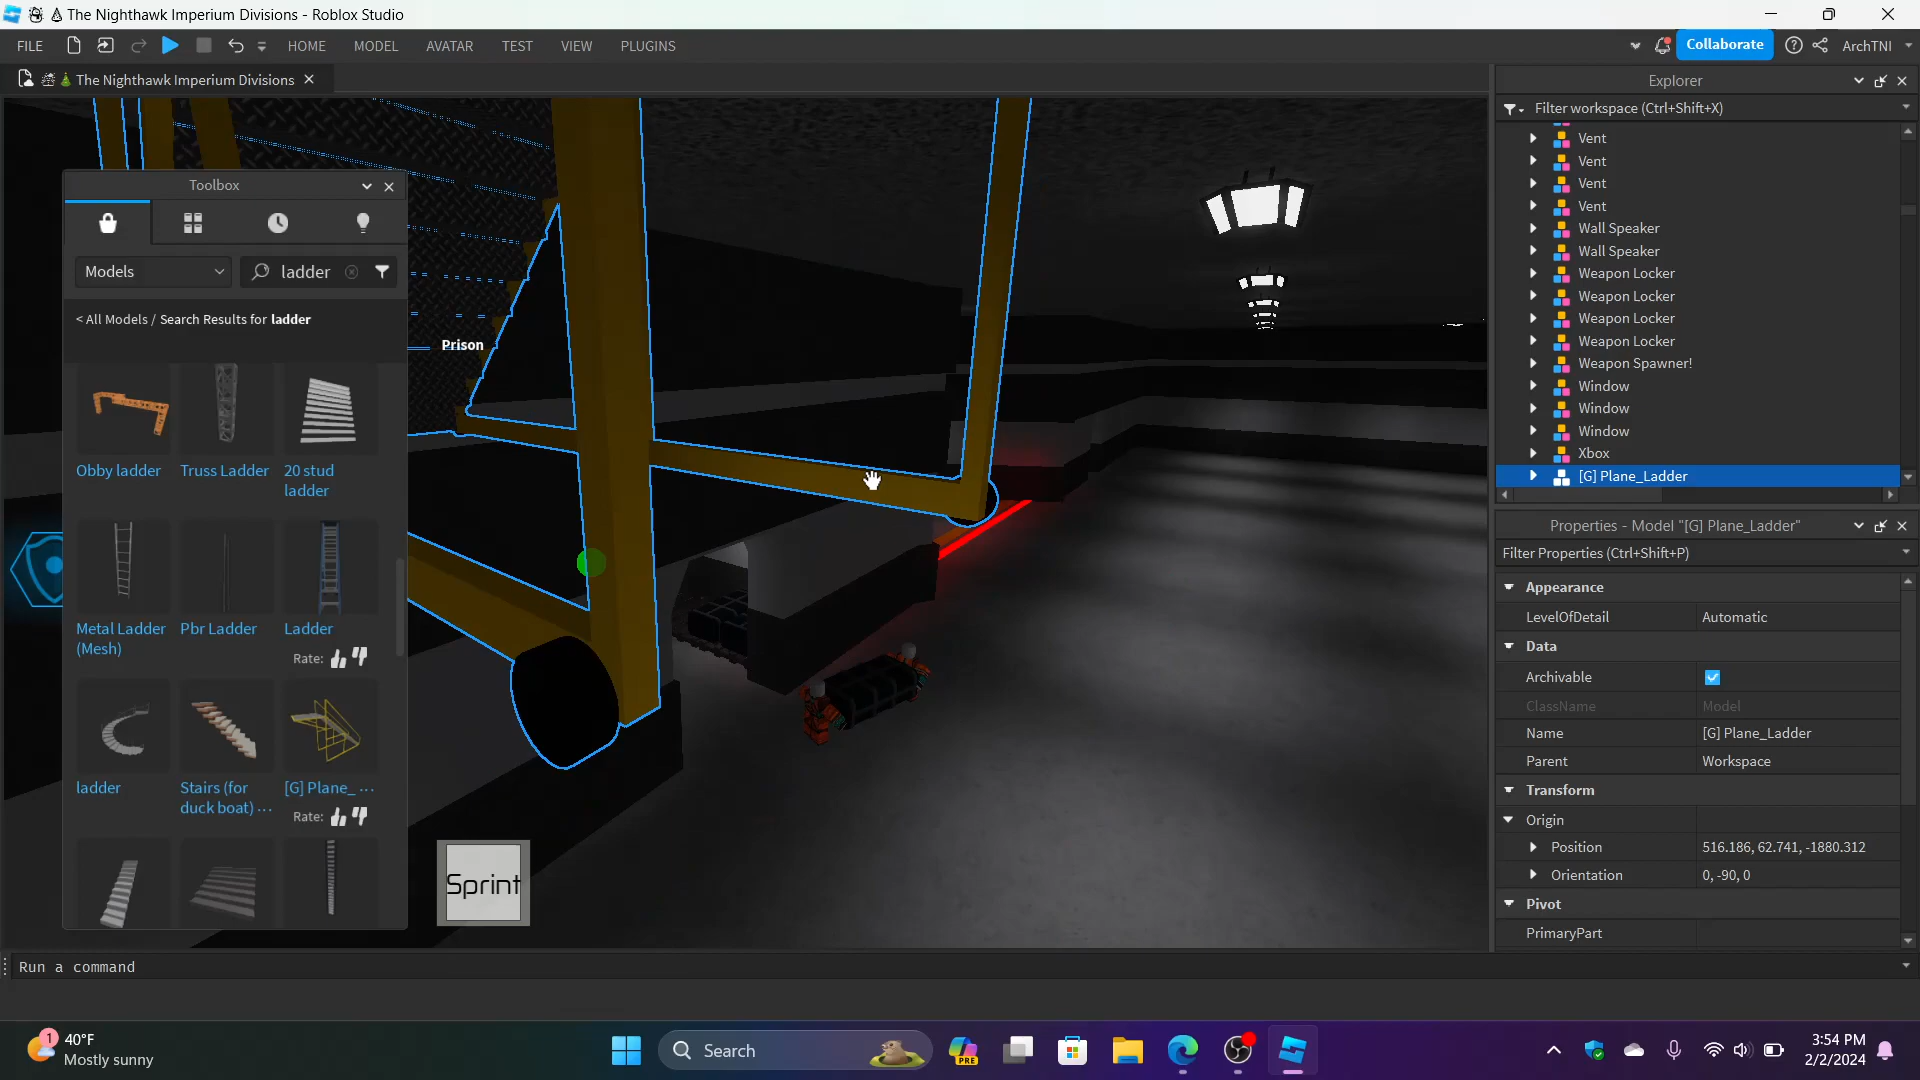 The Nighthawk Imperium Divisions - Roblox Studio
FILE
HOME
MODEL
AVATAR
TEST
VIEW
PLUGINS
Collaborate
ArchTNI
The Nighthawk Imperium Divisions
Toolbox
Models
ladder
< All Models / Search Results for ladder
Obby ladder
Truss Ladder
20 stud
ladder
Metal Ladder
(Mesh)
Pbr Ladder
Ladder
Rate:
ladder
Stairs (for
duck boat) ...
[G] Plane_ ...
Rate:
Prison
Sprint
Explorer
Filter workspace (Ctrl+Shift+X)
Vent
Vent
Vent
Vent
Wall Speaker
Wall Speaker
Weapon Locker
Weapon Locker
Weapon Locker
Weapon Locker
Weapon Spawner!
Window
Window
Window
Xbox
[G] Plane_Ladder
Properties - Model "[G] Plane_Ladder"
Filter Properties (Ctrl+Shift+P)
Appearance
LevelOfDetail Automatic
Data
Archivable
ClassName Model
Name [G] Plane_Ladder
Parent Workspace
Transform
Origin
Position 516.186, 62.741, -1880.312
Orientation 0, -90, 0
Pivot
PrimaryPart
Run a command
1
40°F
Mostly sunny
Search
PRE
3:54 PM
2/2/2024